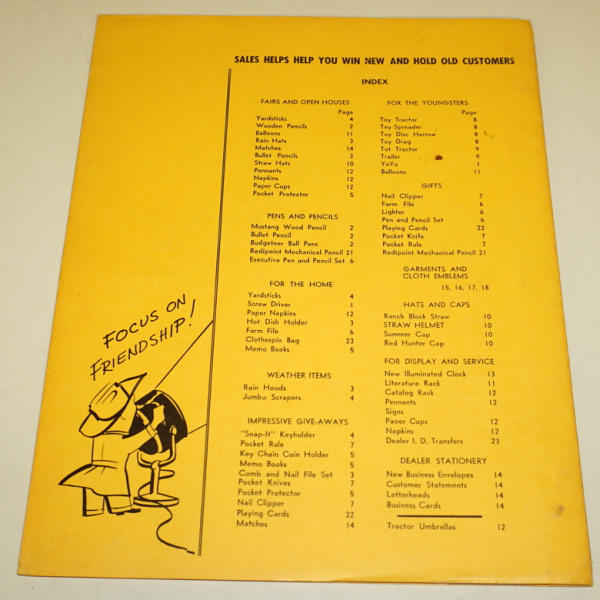 SALES HELPS HELP YOU WIN NEW AND HOLD OLD CUSTOMERS
INDEX
FAIRS AND OPEN HOUSES
Page
Yardsticks 4
Wooden Pencils 2
Balloons 11
Rain Hats 3
Matches 14
Bullet Pencils 2
Straw Hats 10
Pennants 12
Napkins 12
Paper Cups 12
Pocket Protector 5
PENS AND PENCILS
Mustang Wood Pencil 2
Bullet Pencil 2
Budgeteer Ball Pens 2
Redipoint Mechanical Pencil 21
Executive Pen and Pencil Set 6
FOR THE HOME
Yardsticks 4
Screw Driver 1
Paper Napkins 12
Hot Dish Holder 3
Farm File 6
Clothespin Bag 23
Memo Books 5
WEATHER ITEMS
Rain Hoods 3
Jumbo Scrapers 4
IMPRESSIVE GIVE-AWAYS
"Snap-It" Keyholder 4
Pocket Rule 7
Key Chain Coin Holder 5
Memo Books 5
Comb and Nail File Set 3
Pocket Knives 7
Pocket Protector 5
Nail Clipper 7
Playing Cards 22
Matches 14
FOR THE YOUNGSTERS
Page
Toy Tractor 8
Toy Spreader 8
Toy Disc Harrow 8
Toy Drag 8
Tot Tractor 9
Trailer 9
YoYo 1
Balloons 11
GIFTS
Nail Clipper 7
Farm File 6
Lighter 6
Pen and Pencil Set 6
Playing Cards 22
Pocket Knife 7
Pocket Rule 7
Redipoint Mechanical Pencil 21
GARMENTS AND
CLOTH EMBLEMS
15, 16, 17, 18
HATS AND CAPS
Ranch Block Straw 10
STRAW HELMET 10
Summer Cap 10
Red Hunter Cap 10
FOR DISPLAY AND SERVICE
New Illuminated Clock 13
Literature Rack 11
Catalog Rack 12
Pennants 12
Signs
Paper Cups 12
Napkins 12
Dealer I. D. Transfers 23
DEALER STATIONERY
New Business Envelopes 14
Customer Statements 14
Letterheads 14
Business Cards 14
Tractor Umbrellas 12
FOCUS ON
FRIENDSHIP!